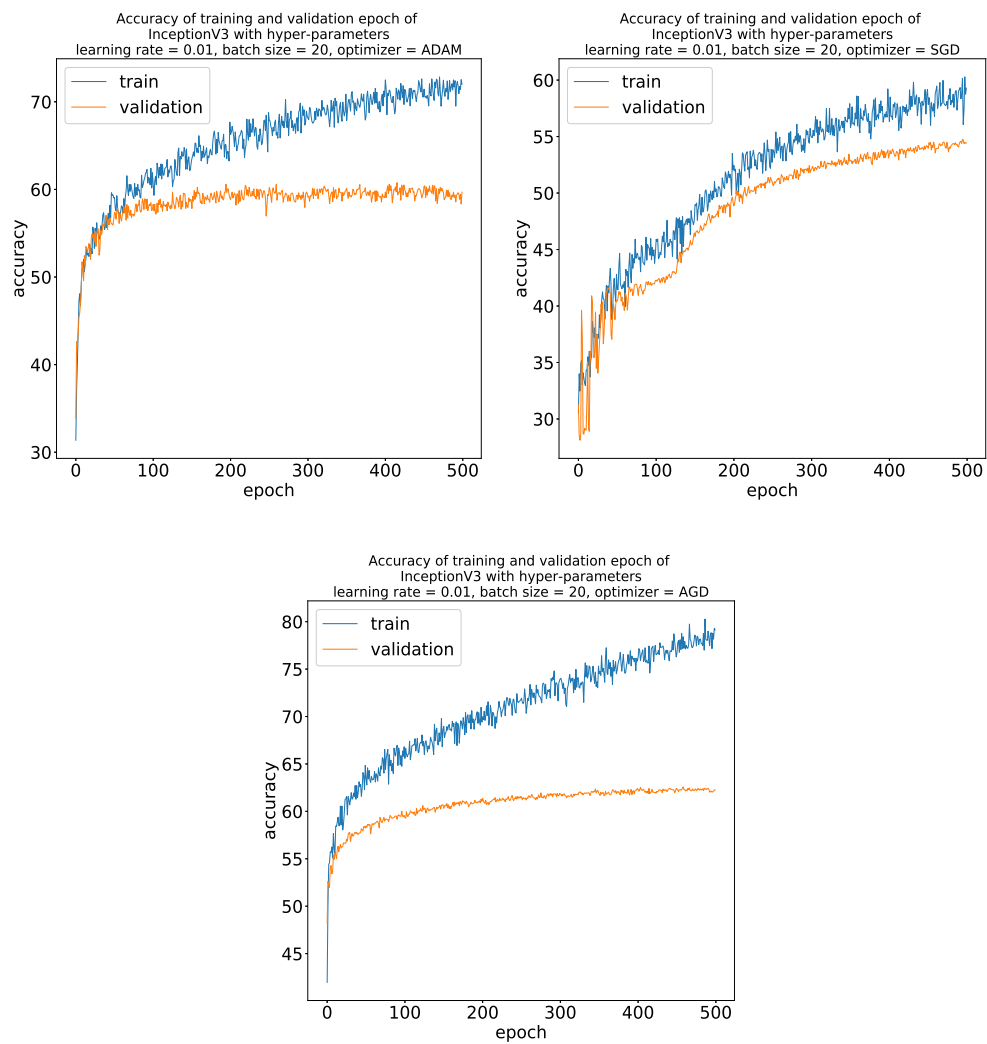 Accuracy of training and validation epoch of
InceptionV3 with hyper-parameters
learning rate = 0.01, batch size = 20, optimizer = ADAM
train
validation
70
60
50
40
30
accuracy
0 100 200 300 400 500
epoch
Accuracy of training and validation epoch of
InceptionV3 with hyper-parameters
learning rate = 0.01, batch size = 20, optimizer = SGD
train
validation
60
55
50
45
40
35
30
accuracy
0 100 200 300 400 500
epoch
Accuracy of training and validation epoch of
InceptionV3 with hyper-parameters
learning rate = 0.01, batch size = 20, optimizer = AGD
train
validation
80
75
70
65
60
55
50
45
accuracy
0 100 200 300 400 500
epoch